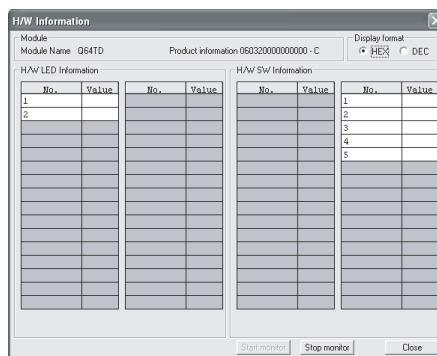 H/W Information
Module
Module Name Q64TD
Product information 060320000000000 - C
Display format
HEX
DEC
H/W LED Information
H/W SW Information
No. Value No. Value No. Value No. Value
1 1
2 2
3
4
5
Start monitor
Stop monitor
Close